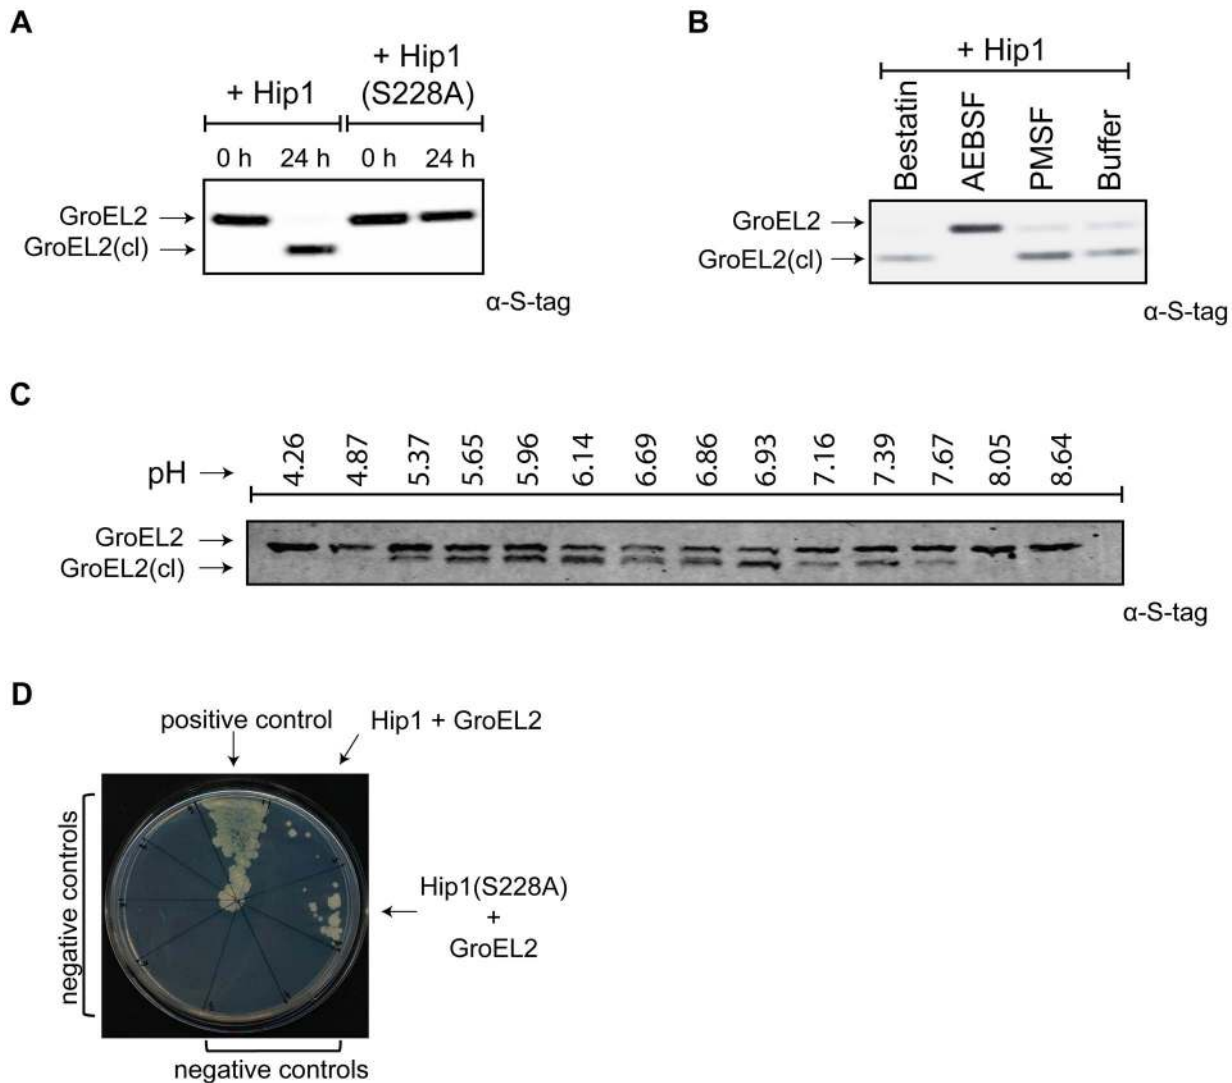 A
+ Hip1
+ Hip1
(S228A)
0 h 24 h 0 h 24 h
GroEL2 →
GroEL2(cl) →
α-S-tag
B
+ Hip1
Bestatin AEBSF PMSF Buffer
GroEL2 →
GroEL2(cl) →
α-S-tag
C
pH → 4.26 4.87 5.37 5.65 5.96 6.14 6.69 6.86 6.93 7.16 7.39 7.67 8.05 8.64
GroEL2 →
GroEL2(cl) →
α-S-tag
D
positive control
Hip1 + GroEL2
negative controls
Hip1(S228A)
+
GroEL2
negative controls